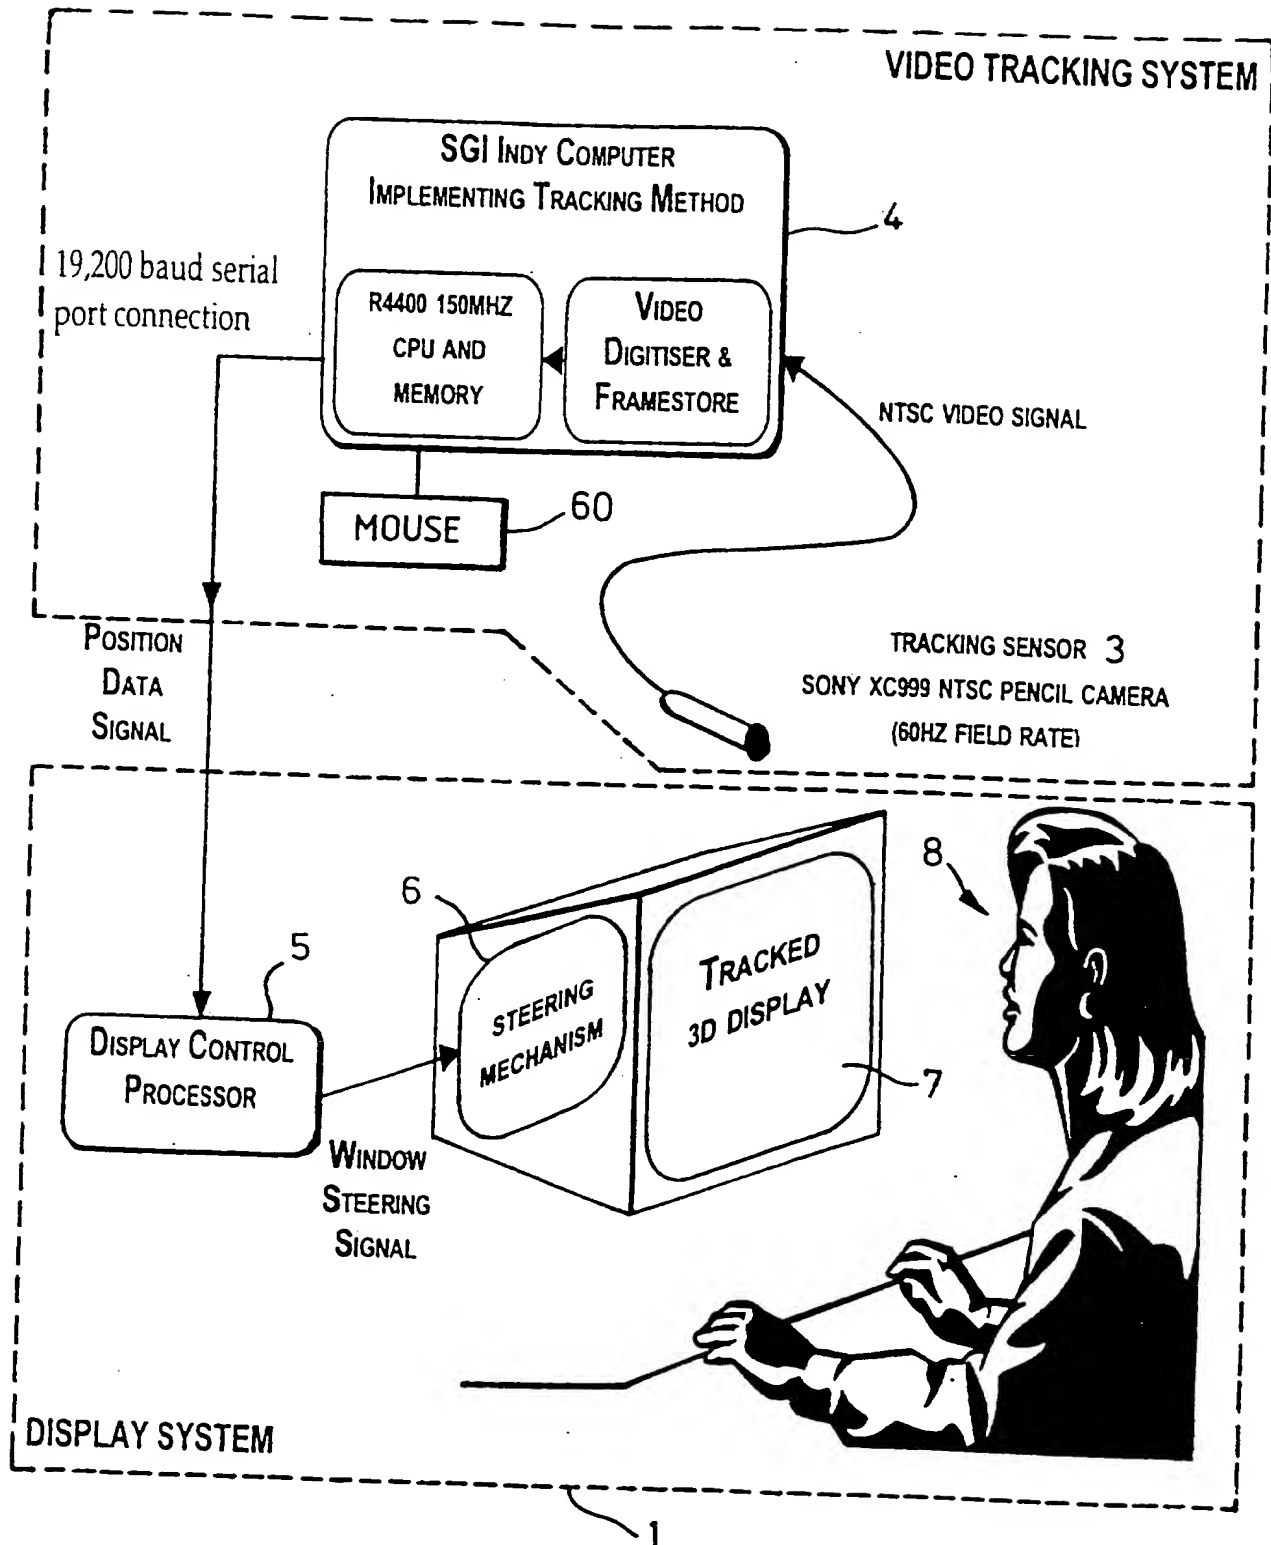 VIDEO TRACKING SYSTEM
SGI INDY COMPUTER
IMPLEMENTING TRACKING METHOD
4
19,200 baud serial
port connection
R4400 150MHZ
CPU AND
MEMORY
VIDEO
DIGITISER &
FRAMESTORE
NTSC VIDEO SIGNAL
MOUSE
60
POSITION
DATA
SIGNAL
TRACKING SENSOR 3
SONY XC999 NTSC PENCIL CAMERA
(60HZ FIELD RATE)
8
6
5
STEERING
MECHANISM
TRACKED
3D DISPLAY
7
DISPLAY CONTROL
PROCESSOR
WINDOW
STEERING
SIGNAL
DISPLAY SYSTEM
1